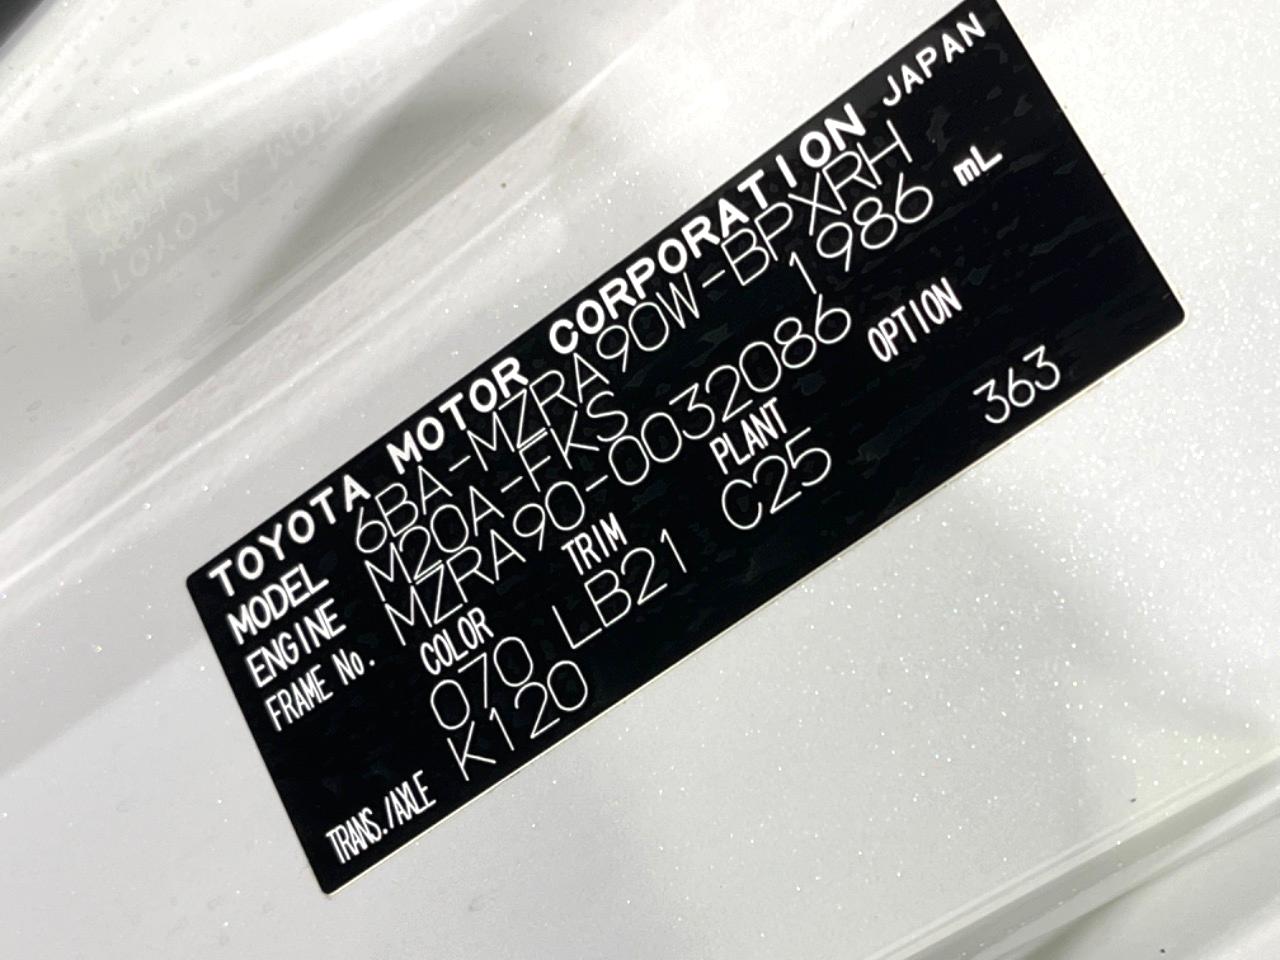 TOYOTA MOTOR CORPORATION JAPAN
MODEL 6BA-MZRA90W-BPXRH
ENGINE M20A-FKS 1986 mL
FRAME No. MZRA90-0032086
COLOR TRIM PLANT OPTION
070 LB21 C25 363
TRANS./AXLE K120